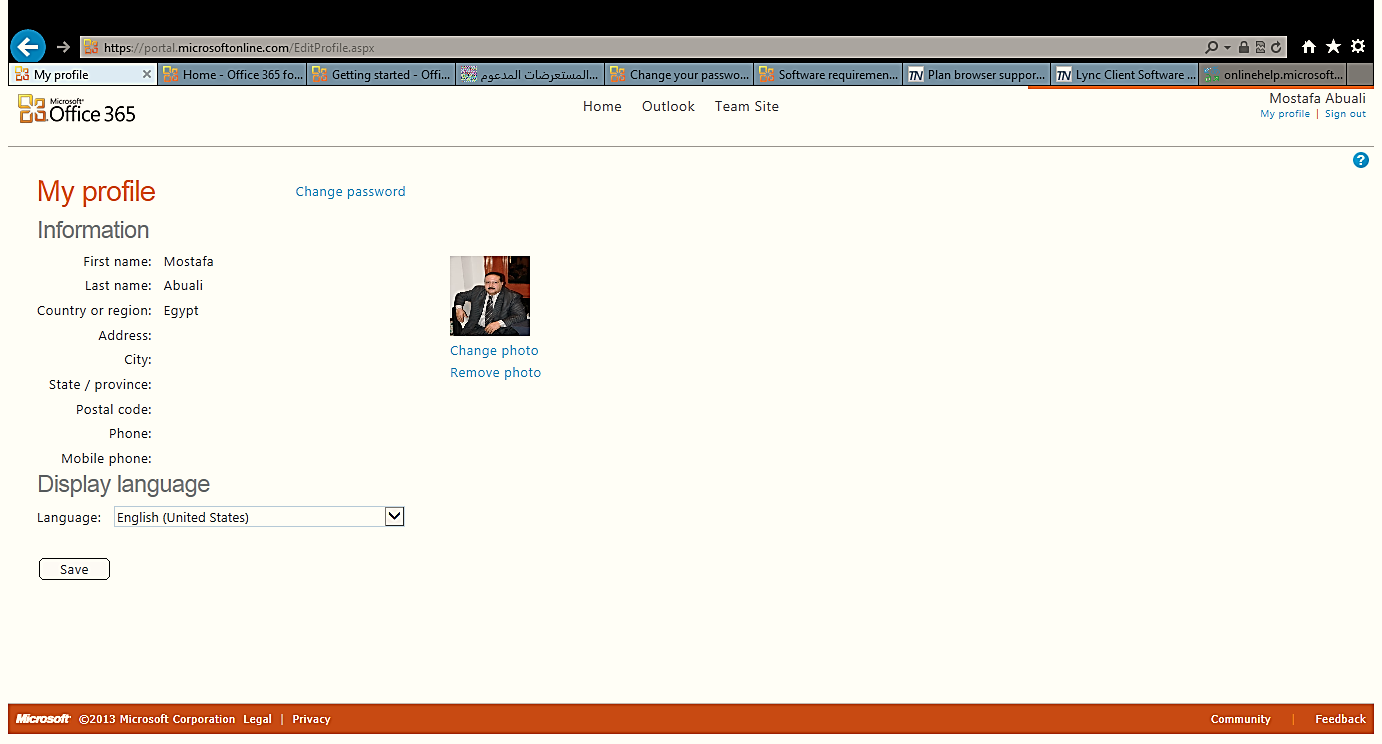 https://portal.microsoftonline.com/EditProfile.aspx
My profile
Home - Office 365 fo...
Getting started - Offi...
المستعرضات المدعوم...
Change your passwo...
Software requiremen...
Plan browser suppor...
Lync Client Software ...
onlinehelp.microsoft...
Microsoft®
Office 365
Home Outlook Team Site
Mostafa Abuali
My profile | Sign out
?
My profile
Change password
Information
First name: Mostafa
Last name: Abuali
Country or region: Egypt
Address:
City:
State / province:
Postal code:
Phone:
Mobile phone:
Change photo
Remove photo
Display language
Language: English (United States)
Save
Microsoft ©2013 Microsoft Corporation Legal | Privacy
Community | Feedback